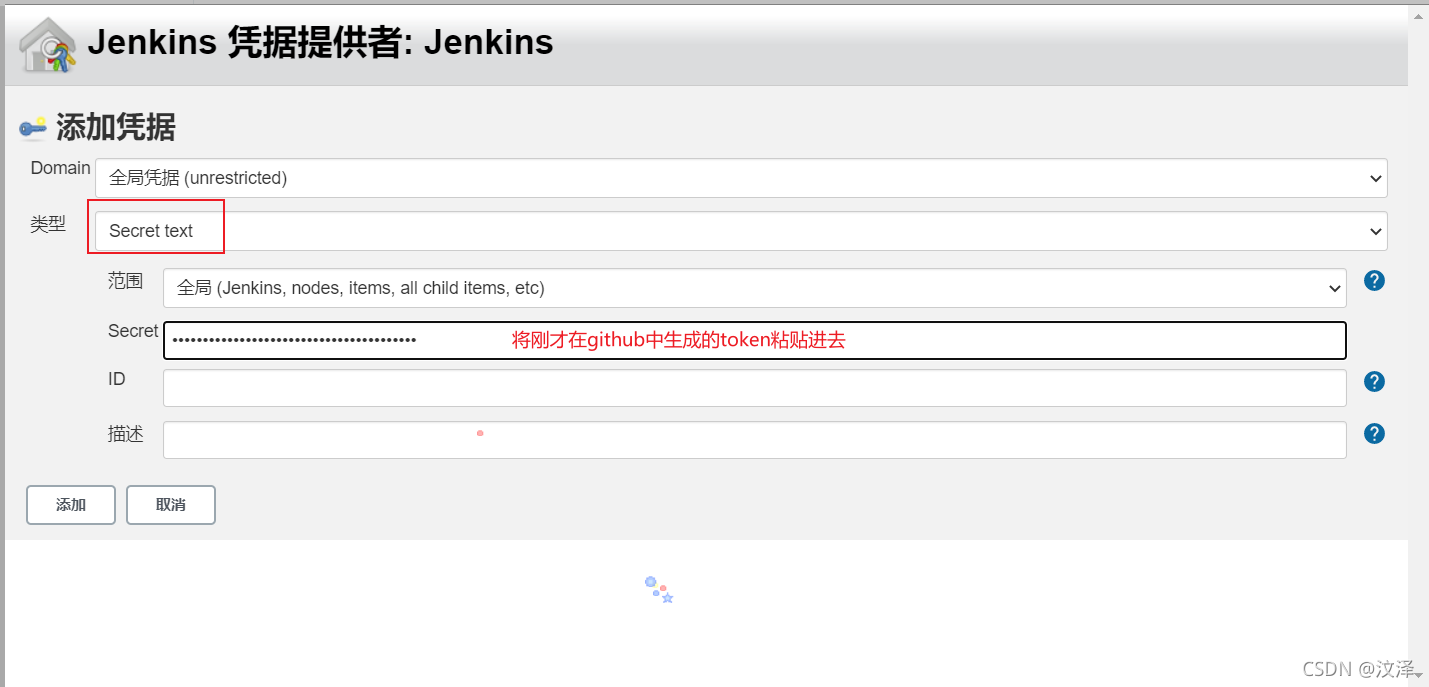 Jenkins 凭据提供者: Jenkins
添加凭据
Domain
全局凭据 (unrestricted)
类型
Secret text
范围
全局 (Jenkins, nodes, items, all child items, etc)
?
Secret
••••••••••••••••••••••••••••••••••••••••
将刚才在github中生成的token粘贴进去
ID
?
描述
?
添加
取消
CSDN @汶泽